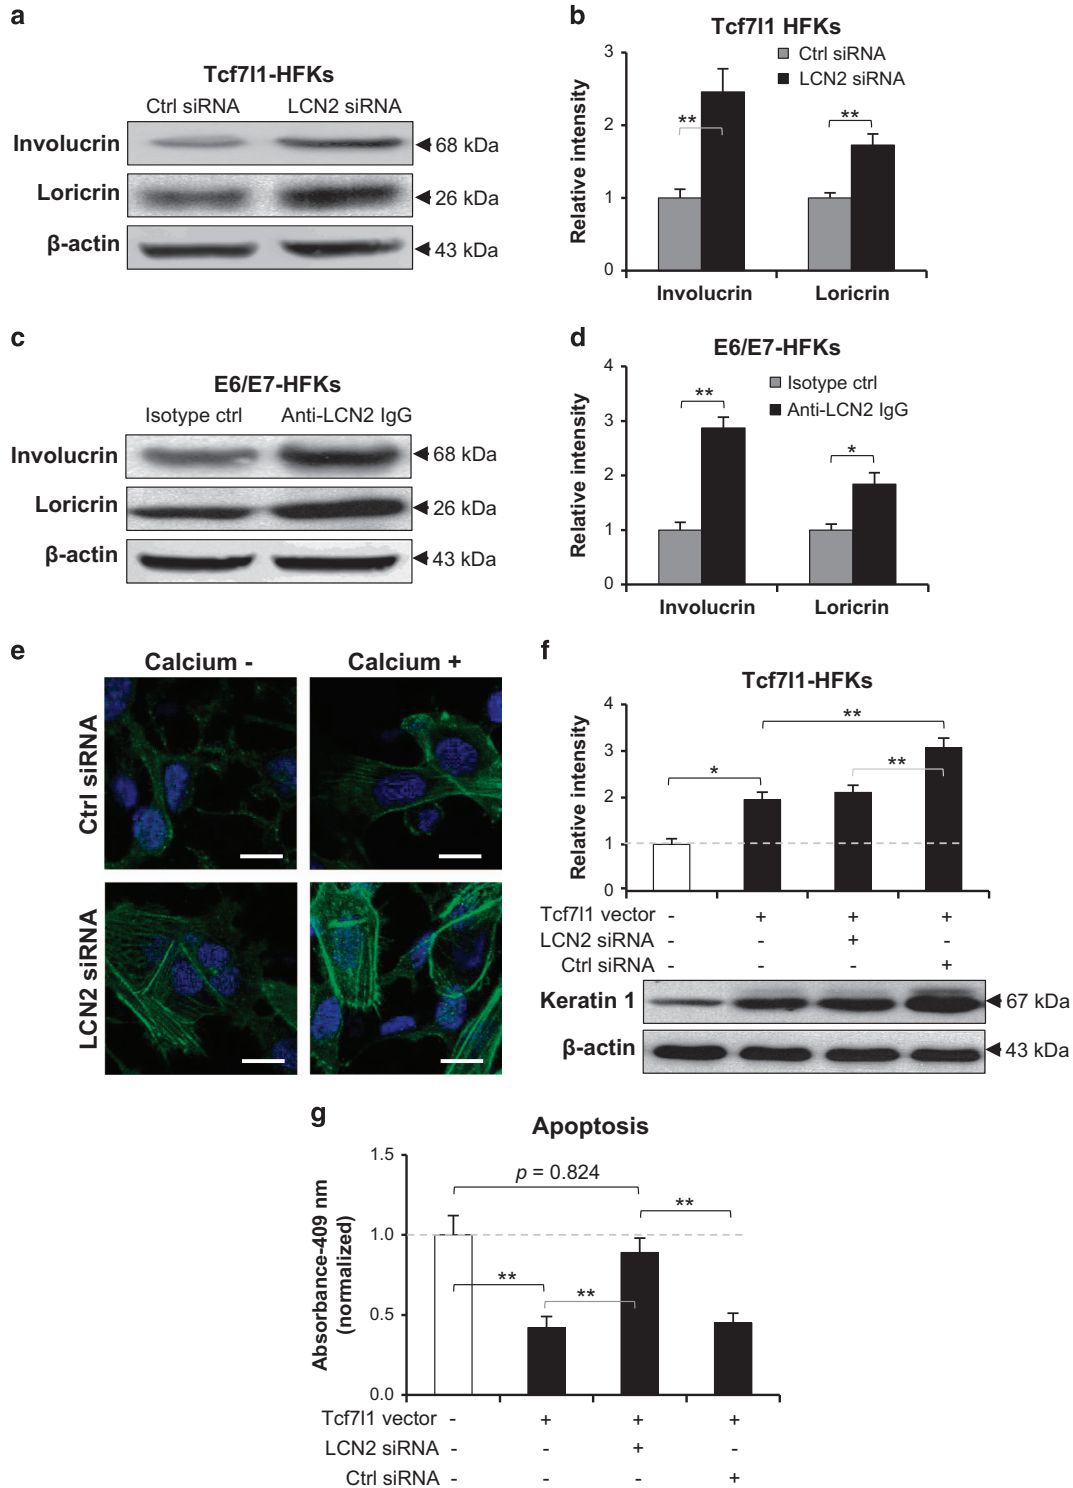 a
Tcf7l1-HFKs
Ctrl siRNA LCN2 siRNA
Involucrin 68 kDa
Loricrin 26 kDa
β-actin 43 kDa
b
Tcf7l1 HFKs
Ctrl siRNA
LCN2 siRNA
Relative intensity
3
2
1
0
** **
Involucrin Loricrin
c
E6/E7-HFKs
Isotype ctrl Anti-LCN2 IgG
Involucrin 68 kDa
Loricrin 26 kDa
β-actin 43 kDa
d
E6/E7-HFKs
Isotype ctrl
Anti-LCN2 IgG
Relative intensity
4
3
2
1
0
** *
Involucrin Loricrin
e
Calcium - Calcium +
Ctrl siRNA
LCN2 siRNA
f
Tcf7l1-HFKs
Relative intensity
4
3
2
1
0
**
* **
Tcf7l1 vector - + + +
LCN2 siRNA - - + -
Ctrl siRNA - - - +
Keratin 1 67 kDa
β-actin 43 kDa
g
Apoptosis
Absorbance-409 nm
(normalized)
1.5
1.0
0.5
0.0
p = 0.824
**
** **
Tcf7l1 vector - + + +
LCN2 siRNA - - + -
Ctrl siRNA - - - +